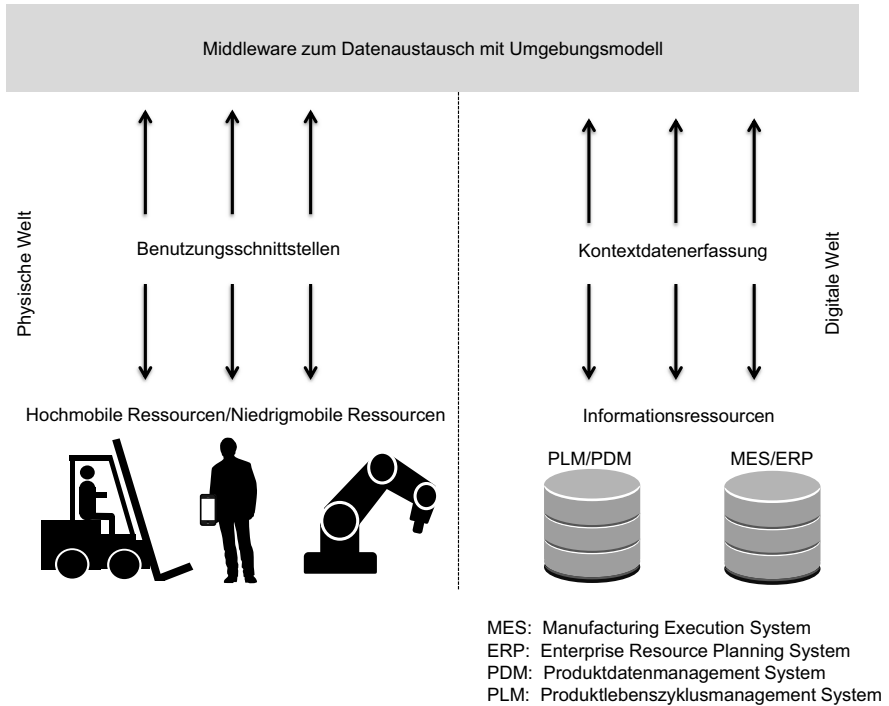 Middleware zum Datenaustausch mit Umgebungsmodell
Physische Welt
Benutzungsschnittstellen
Kontextdatenerfassung
Digitale Welt
Hochmobile Ressourcen/Niedrigmobile Ressourcen
Informationsressourcen
PLM/PDM
MES/ERP
MES: Manufacturing Execution System
ERP: Enterprise Resource Planning System
PDM: Produktdatenmanagement System
PLM: Produktlebenszyklusmanagement System